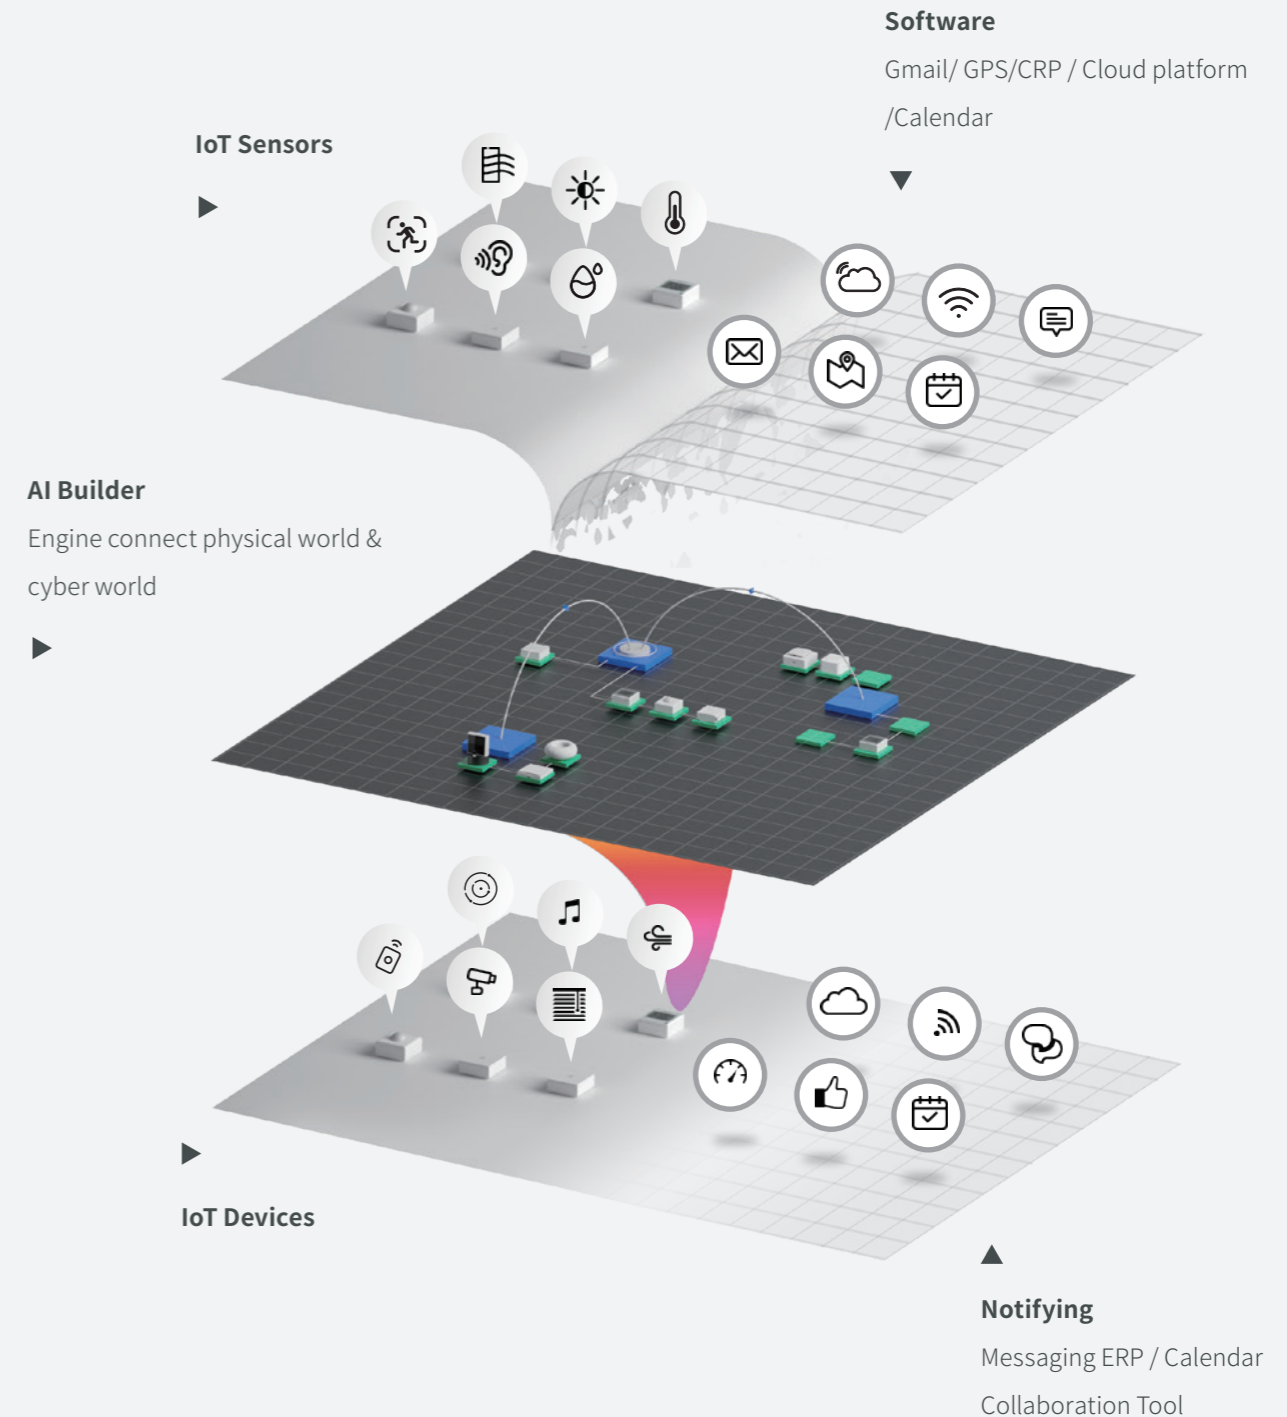 Software
Gmail/ GPS/CRP / Cloud platform
/Calendar
IoT Sensors
AI Builder
Engine connect physical world &
cyber world
IoT Devices
Notifying
Messaging ERP / Calendar
Collaboration Tool